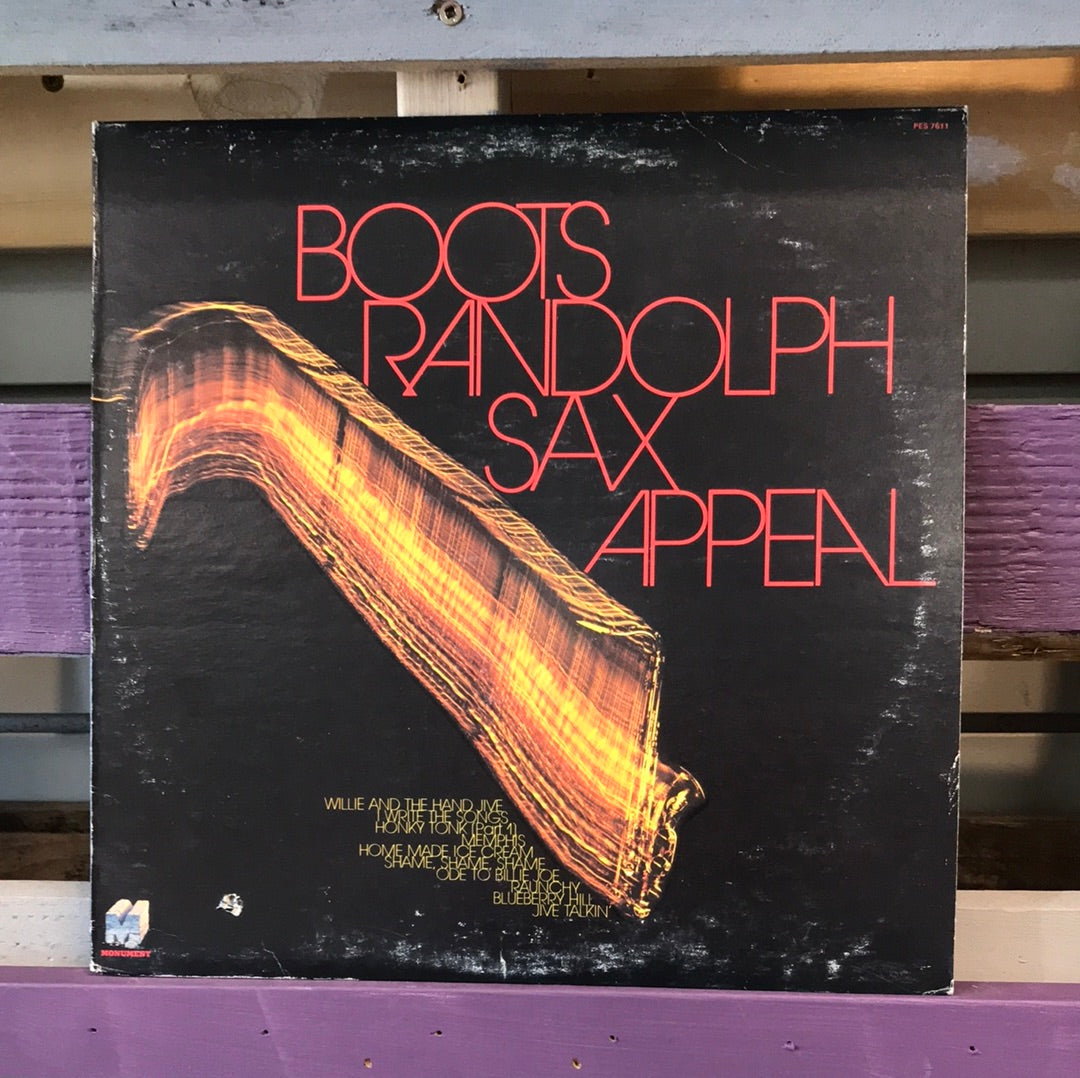 PES 7611
BOOTS
RANDOLPH
SAX
APPEAL
WILLIE AND THE HAND JIVE
I WRITE THE SONGS
HONKY TONK (Part 1)
MEMPHIS
HOME MADE ICE CREAM
SHAME, SHAME, SHAME
ODE TO BILLIE JOE
RAUNCHY
BLUEBERRY HILL
JIVE TALKIN'
M
MONUMENT